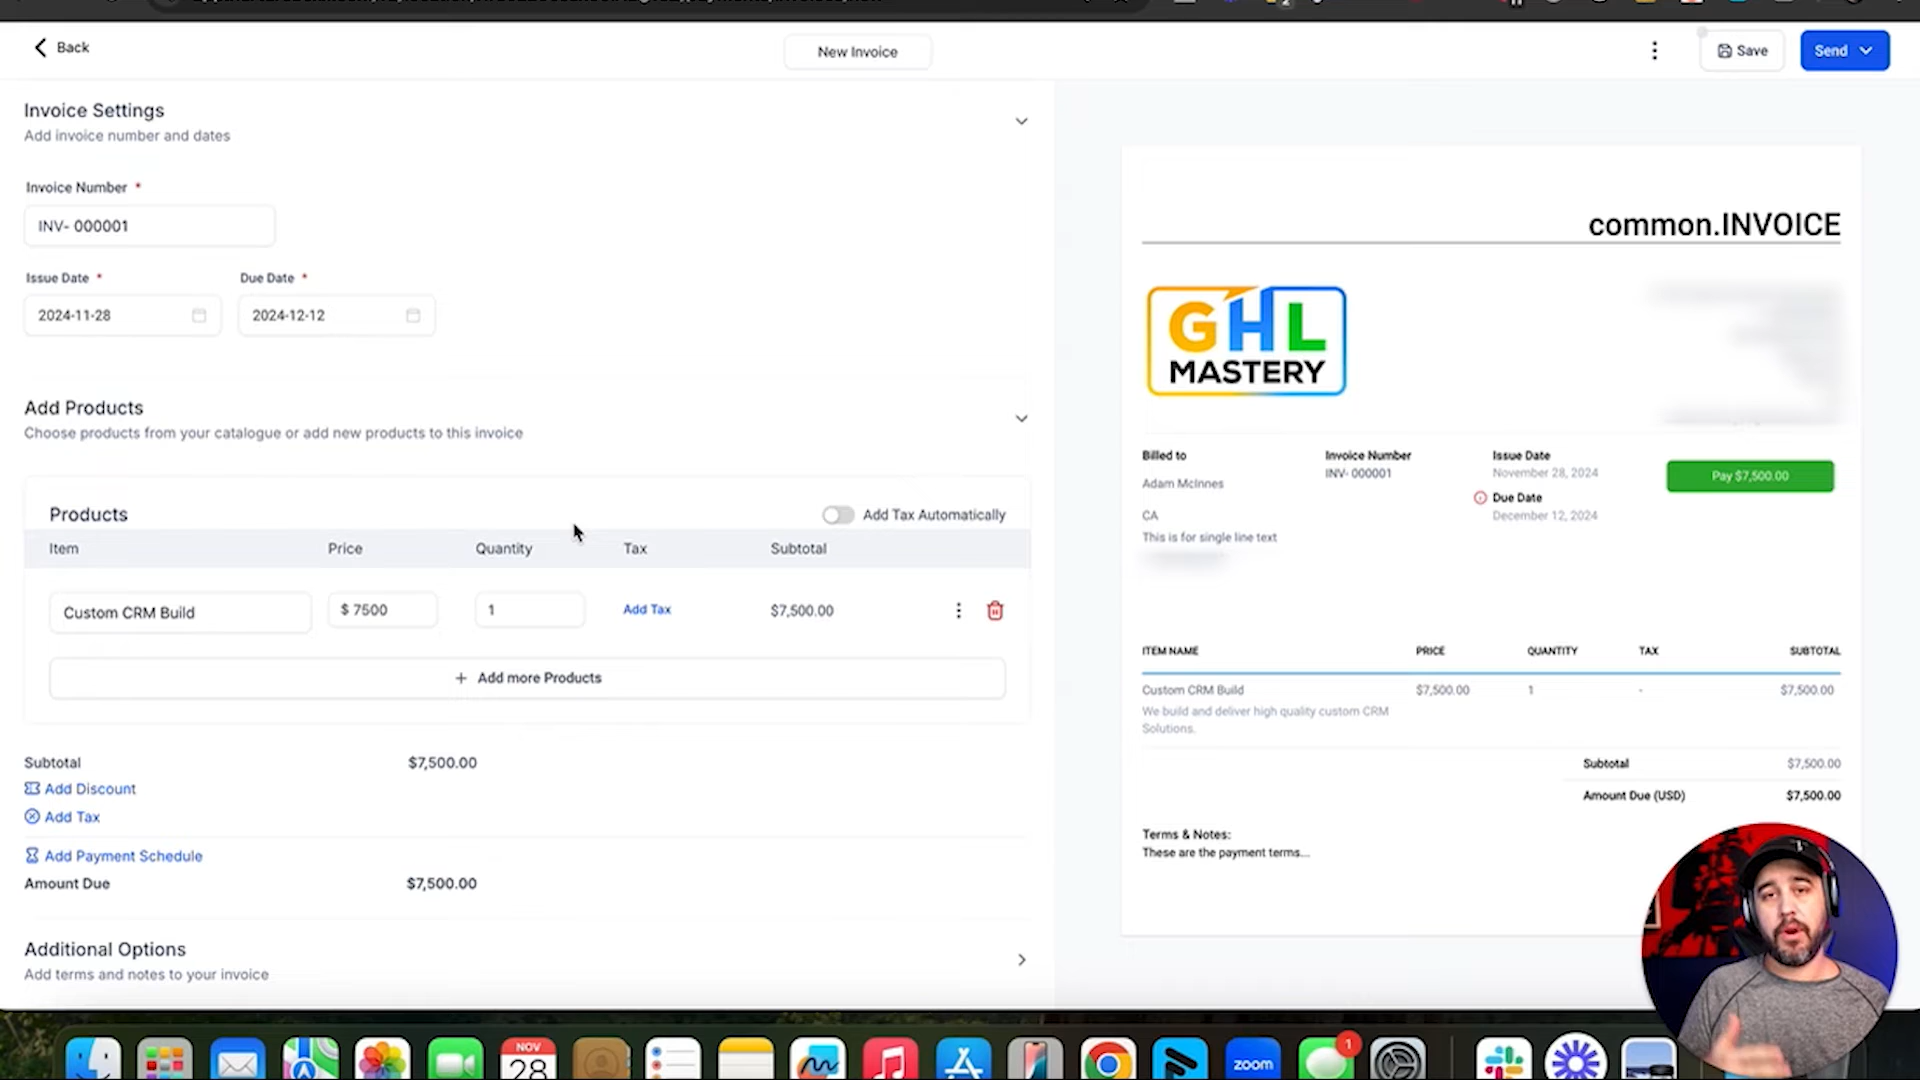 Back
New Invoice
Save
Send
Invoice Settings
Add invoice number and dates
Invoice Number *
INV- 000001
Issue Date *
Due Date *
2024-11-28
2024-12-12
Add Products
Choose products from your catalogue or add new products to this invoice
Products
Add Tax Automatically
Item
Price
Quantity
Tax
Subtotal
Custom CRM Build
$ 7500
1
Add Tax
$7,500.00
+ Add more Products
Subtotal
$7,500.00
Add Discount
Add Tax
Add Payment Schedule
Amount Due
$7,500.00
Additional Options
Add terms and notes to your invoice
common.INVOICE
GHL
MASTERY
Billed to
Adam McInnes
CA
This is for single line text
Invoice Number
INV- 000001
Issue Date
November 28, 2024
Due Date
December 12, 2024
Pay $7,500.00
ITEM NAME
PRICE
QUANTITY
TAX
SUBTOTAL
Custom CRM Build
$7,500.00
1
-
$7,500.00
We build and deliver high quality custom CRM
Solutions.
Subtotal
$7,500.00
Amount Due (USD)
$7,500.00
Terms & Notes:
These are the payment terms...
NOV
28
zoom
1